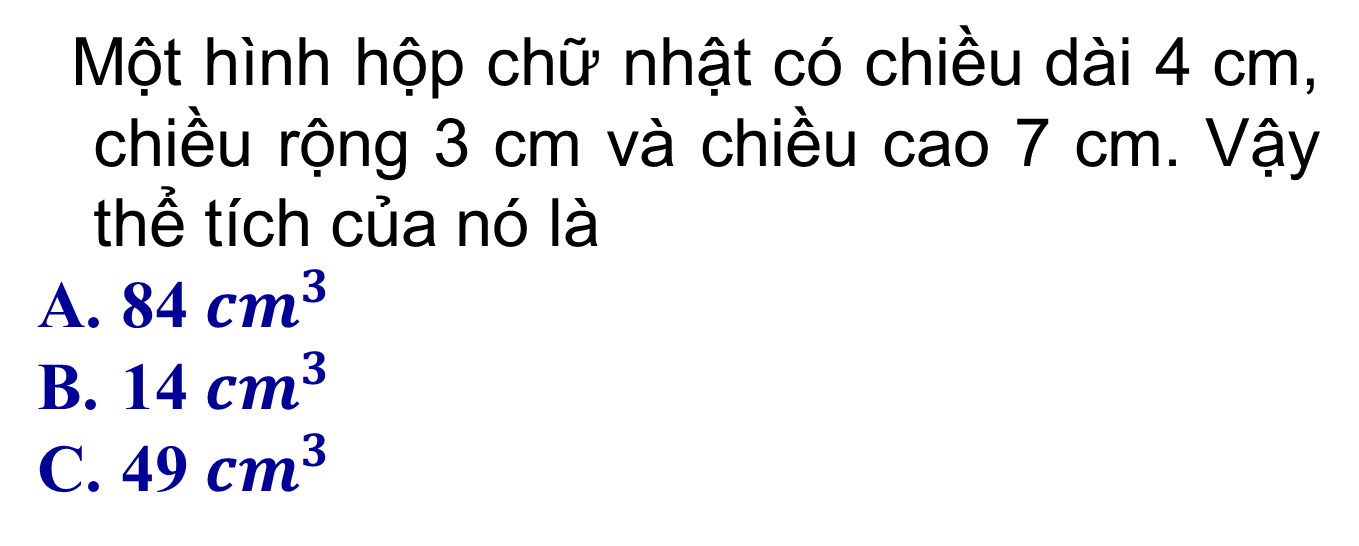 Một hình hộp chữ nhật có chiều dài 4 cm,
chiều rộng 3 cm và chiều cao 7 cm. Vậy
thể tích của nó là
A. 84 cm³
B. 14 cm³
C. 49 cm³